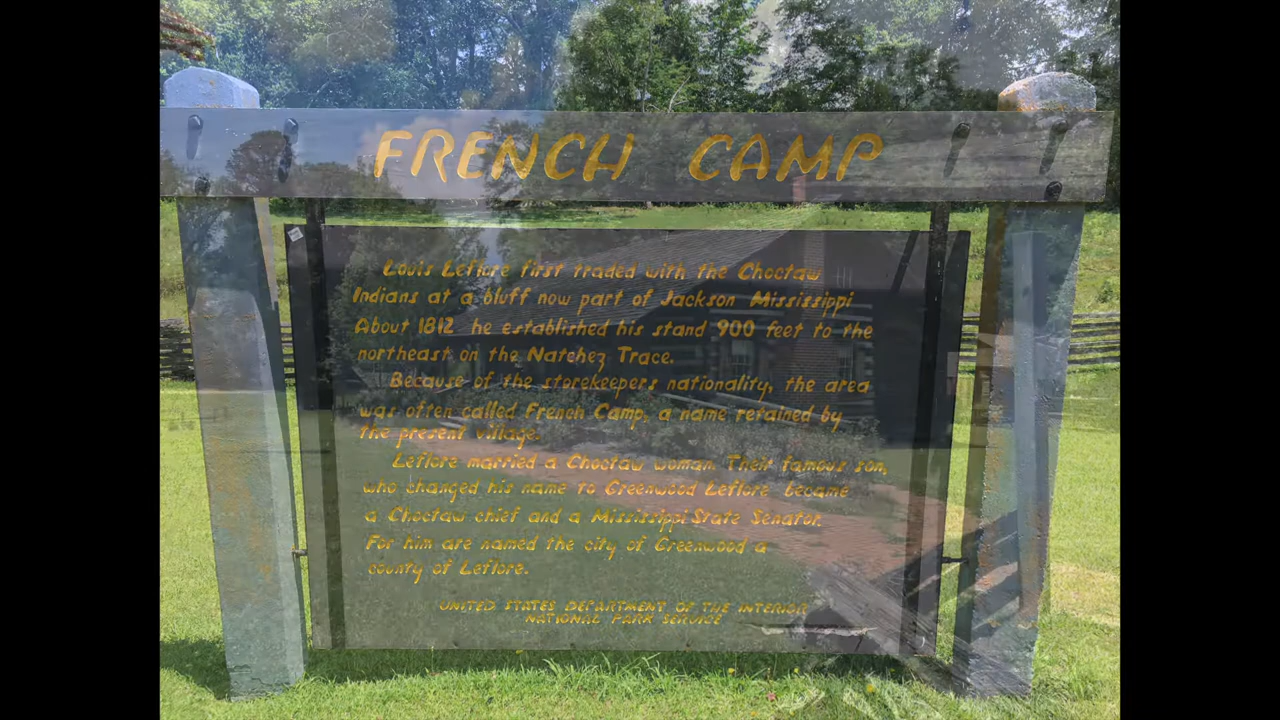 FRENCH CAMP
Louis Leflore first traded with the Choctaw
Indians at a bluff now part of Jackson Mississippi
About 1812 he established his stand 900 feet to the
northeast on the Natchez Trace.
Because of the storekeepers nationality, the area
was often called French Camp, a name retained by
the present village.
Leflore married a Choctaw woman. Their famous son,
who changed his name to Greenwood Leflore became
a Choctaw chief and a Mississippi State Senator.
For him are named the city of Greenwood a
county of Leflore.
UNITED STATES DEPARTMENT OF THE INTERIOR
NATIONAL PARK SERVICE